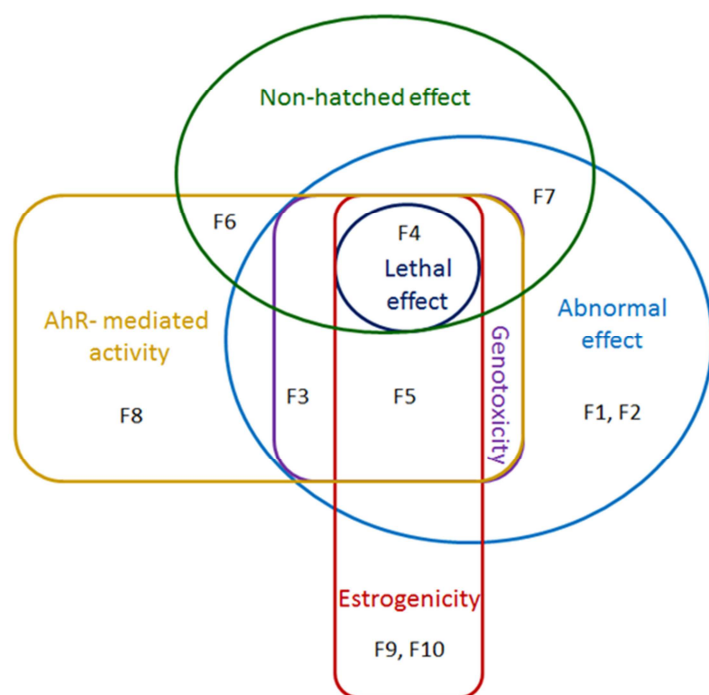 Non-hatched effect
F7
F6
F4
Lethal
effect
AhR- mediated
activity
Abnormal
effect
Genotoxicity
F3
F5
F8
F1, F2
Estrogenicity
F9, F10